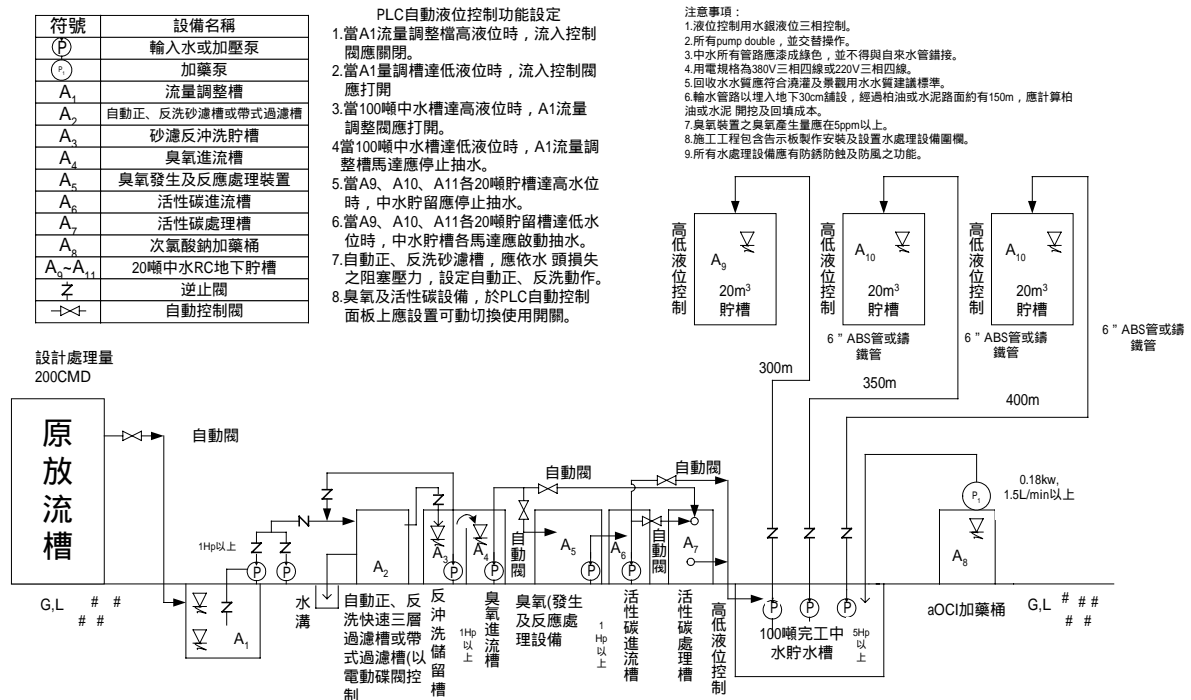 符號 設備名稱
P 輸入水或加壓泵
P1 加藥泵
A1 流量調整槽
A2 自動正、反洗砂濾槽或帶式過濾槽
A3 砂濾反沖洗貯槽
A4 臭氧進流槽
A5 臭氧發生及反應處理裝置
A6 活性碳進流槽
A7 活性碳處理槽
A8 次氯酸鈉加藥桶
A9~A11 20噸中水RC地下貯槽
逆止閥
自動控制閥
PLC自動液位控制功能設定
1.當A1流量調整檔高液位時，流入控制
閥應關閉。
2.當A1量調槽達低液位時，流入控制閥
應打開
3.當100噸中水槽達高液位時，A1流量
調整閥應打開。
4當100噸中水槽達低液位時，A1流量調
整槽馬達應停止抽水。
5.當A9、A10、A11各20噸貯槽達高水位
時，中水貯留應停止抽水。
6.當A9、A10、A11各20噸貯留槽達低水
位時，中水貯槽各馬達應啟動抽水。
7.自動正、反洗砂濾槽，應依水 頭損失
之阻塞壓力，設定自動正、反洗動作。
8.臭氧及活性碳設備，於PLC自動控制
面板上應設置可動切換使用開關。
注意事項：
1.液位控制用水銀液位三相控制。
2.所有pump double，並交替操作。
3.中水所有管路應漆成綠色，並不得與自來水管錯接。
4.用電規格為380V三相四線或220V三相四線。
5.回收水水質應符合澆灌及景觀用水水質建議標準。
6.輸水管路以埋入地下30cm舖設，經過柏油或水泥路面約有150m，應計算柏
油或水泥 開挖及回填成本。
7.臭氧裝置之臭氧產生量應在5ppm以上。
8.施工工程包含告示板製作安裝及設置水處理設備圍欄。
9.所有水處理設備應有防銹防蝕及防風之功能。
高低液位控制
A9
20m3
貯槽
高低液位控制
A10
20m3
貯槽
高低液位控制
A10
20m3
貯槽
6 " ABS管或鑄
鐵管
6 " ABS管或鑄
鐵管
6 " ABS管或鑄
鐵管
300m
350m
400m
設計處理量
200CMD
原放流槽
自動閥
1Hp以上
P
P
A2
A3
P
A4
P
自動閥
自動閥
A5
P
A6
P
自動閥
自動閥
A7
P
P
P
P1
0.18kw,
1.5L/min以上
A8
G,L # #
# #
A1
水溝
自動正、反
洗快速三層
過濾槽或帶
式過濾槽(以
電動碟閥控
制
反沖洗儲留槽
1Hp以上
臭氧進流槽
臭氧(發生
及反應處
理設備
1Hp以上
活性碳進流槽
活性碳處理槽
高低液位控制
100噸完工中
水貯水槽
5Hp以上
aOCl加藥桶
G,L # ##
# #